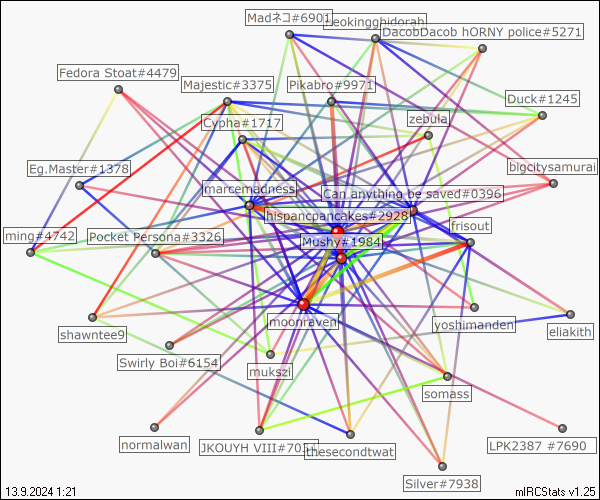 Madネコ#6901
neokingghidorah
DacobDacob hORNY police#5271
Fedora Stoat#4479
Majestic#3375
Pikabro#9971
Duck#1245
Cypha#1717
zebula
Eg.Master#1378
bigcitysamurai
marcemadness
Can anything be saved#0396
hispancpancakes#2928
frisout
ming#4742
Pocket Persona#3326
Mushy#1984
moonraven
yoshimanden
eliakith
shawntee9
Swirly Boi#6154
mukszi
somass
normalwan
JKOUYH VIII#7034
thesecondtwat
LPK2387 #7690
Silver#7938
13.9.2024 1:21
mIRCStats v1.25